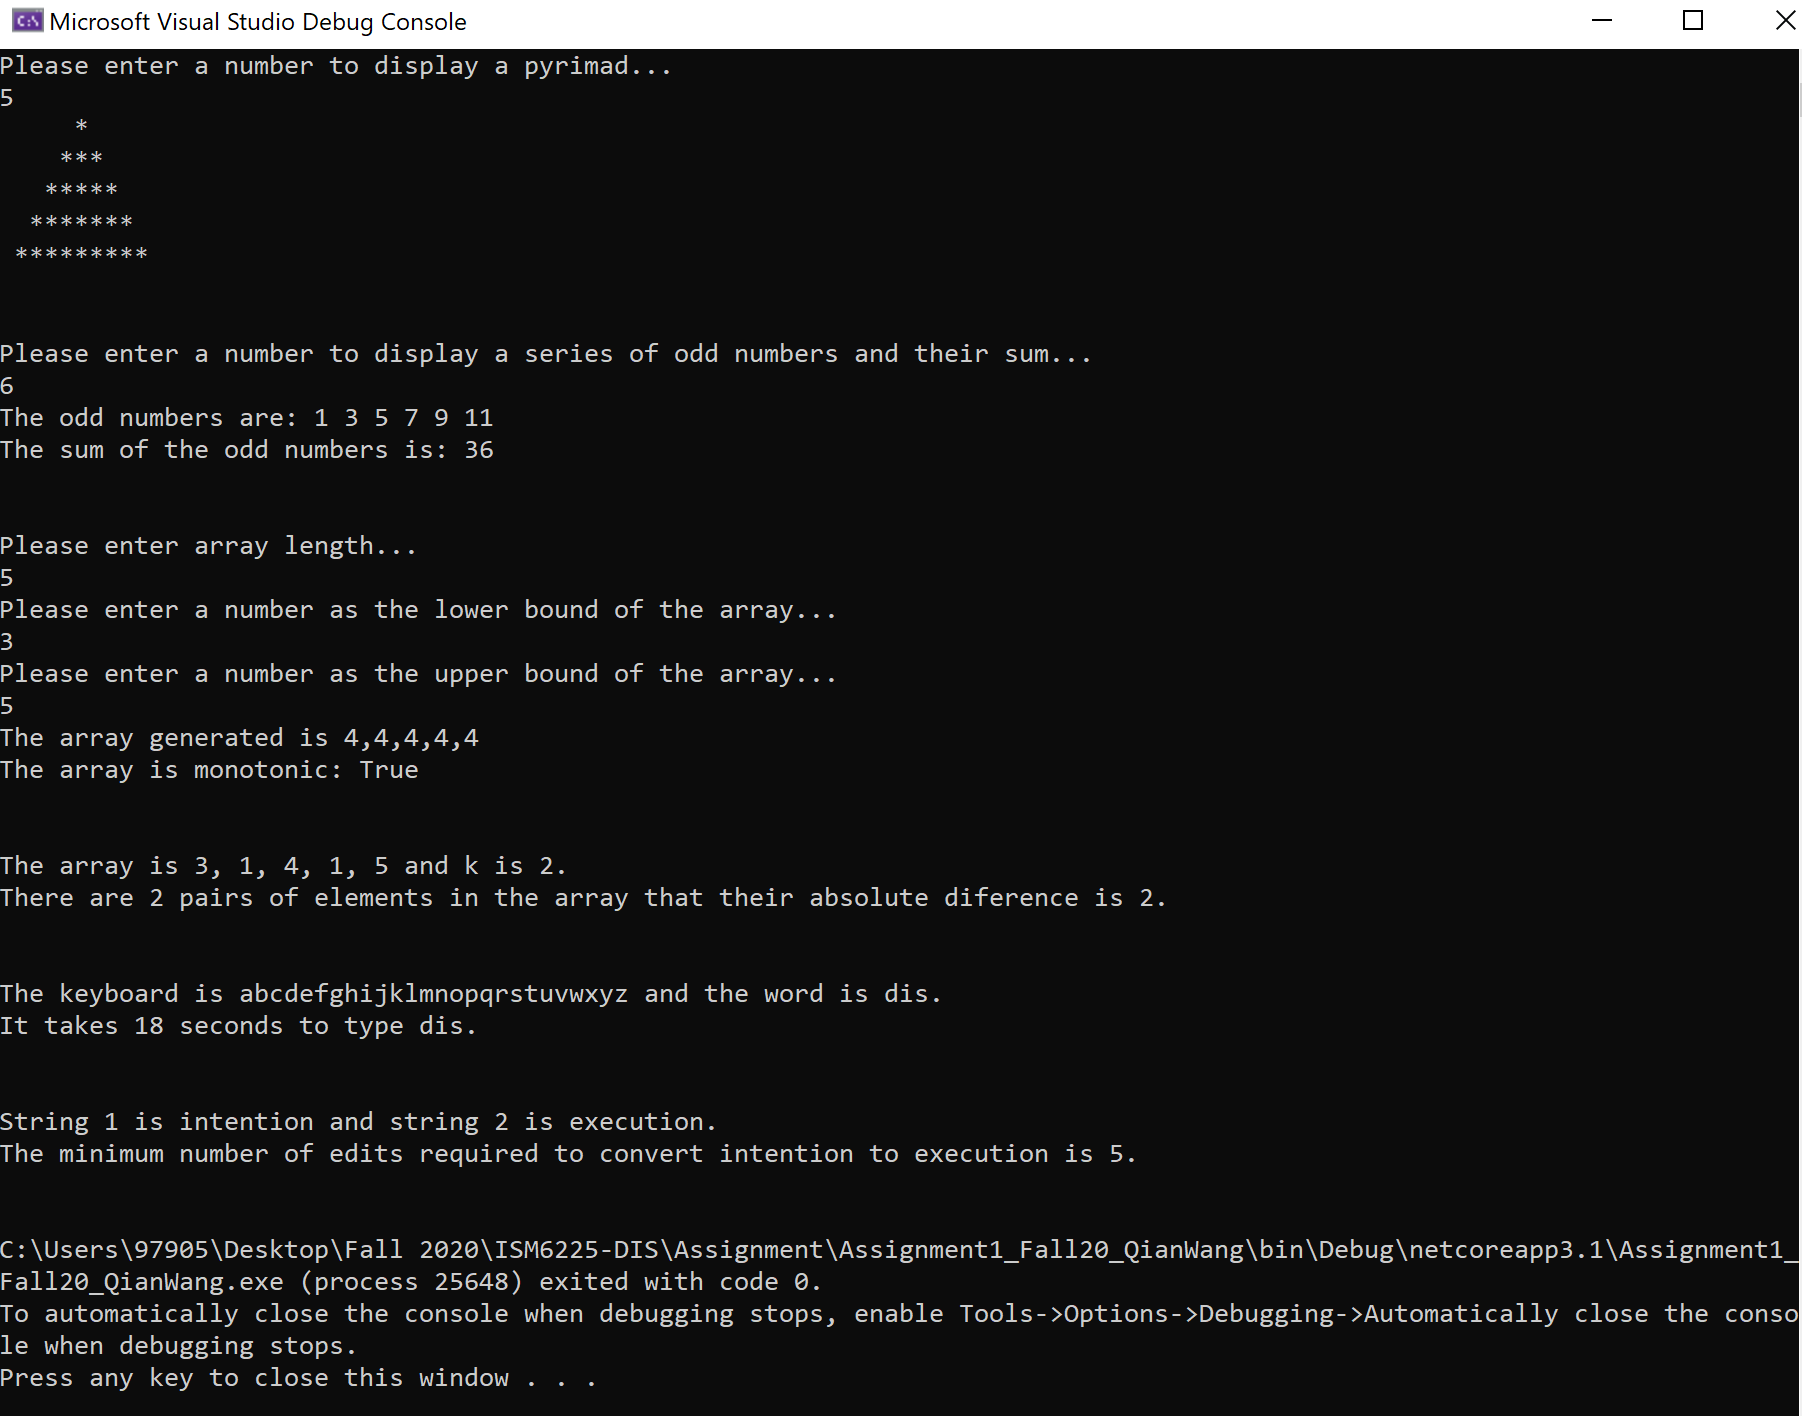 Microsoft Visual Studio Debug Console
Please enter a number to display a pyrimad...
5
     *
    ***
   *****
  *******
 *********
Please enter a number to display a series of odd numbers and their sum...
6
The odd numbers are: 1 3 5 7 9 11
The sum of the odd numbers is: 36
Please enter array length...
5
Please enter a number as the lower bound of the array...
3
Please enter a number as the upper bound of the array...
5
The array generated is 4,4,4,4,4
The array is monotonic: True
The array is 3, 1, 4, 1, 5 and k is 2.
There are 2 pairs of elements in the array that their absolute diference is 2.
The keyboard is abcdefghijklmnopqrstuvwxyz and the word is dis.
It takes 18 seconds to type dis.
String 1 is intention and string 2 is execution.
The minimum number of edits required to convert intention to execution is 5.
C:\Users\97905\Desktop\Fall 2020\ISM6225-DIS\Assignment\Assignment1_Fall20_QianWang\bin\Debug\netcoreapp3.1\Assignment1_
Fall20_QianWang.exe (process 25648) exited with code 0.
To automatically close the console when debugging stops, enable Tools->Options->Debugging->Automatically close the conso
le when debugging stops.
Press any key to close this window . . .